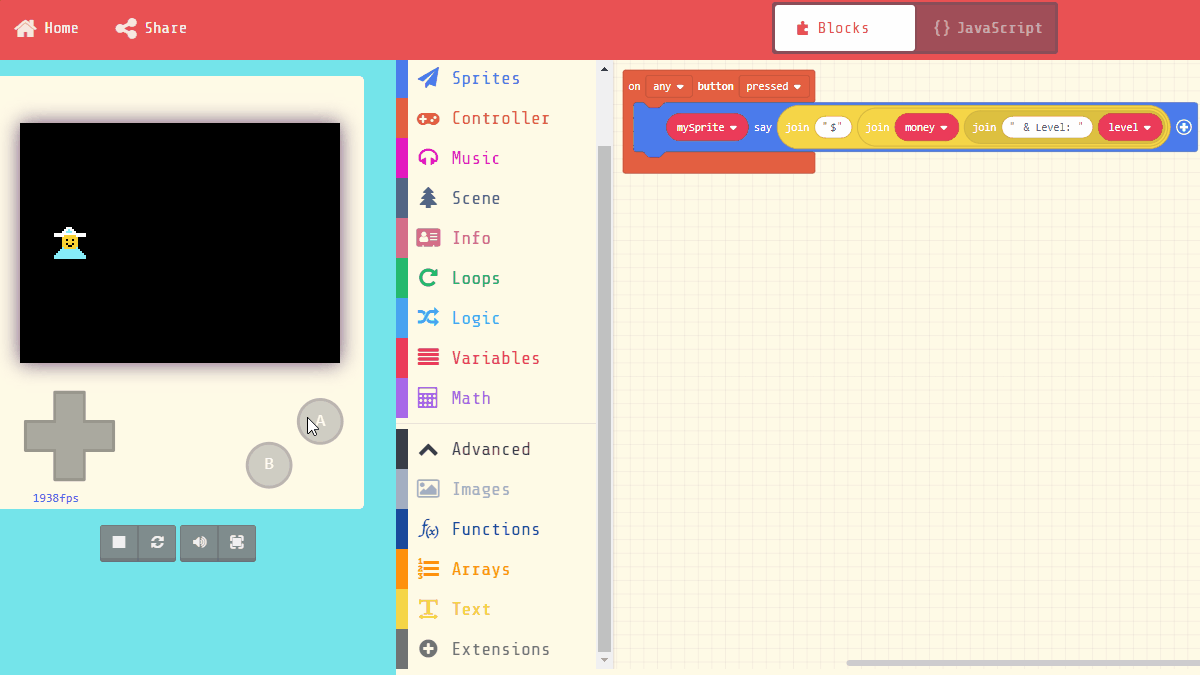 Home Share Blocks {} JavaScript
Sprites
Controller
Music
Scene
Info
Loops
Logic
Variables
Math
Advanced
Images
Functions
Arrays
Text
Extensions
A
B
1938fps
on any button pressed
mySprite say join "$" join money join " & Level: " level